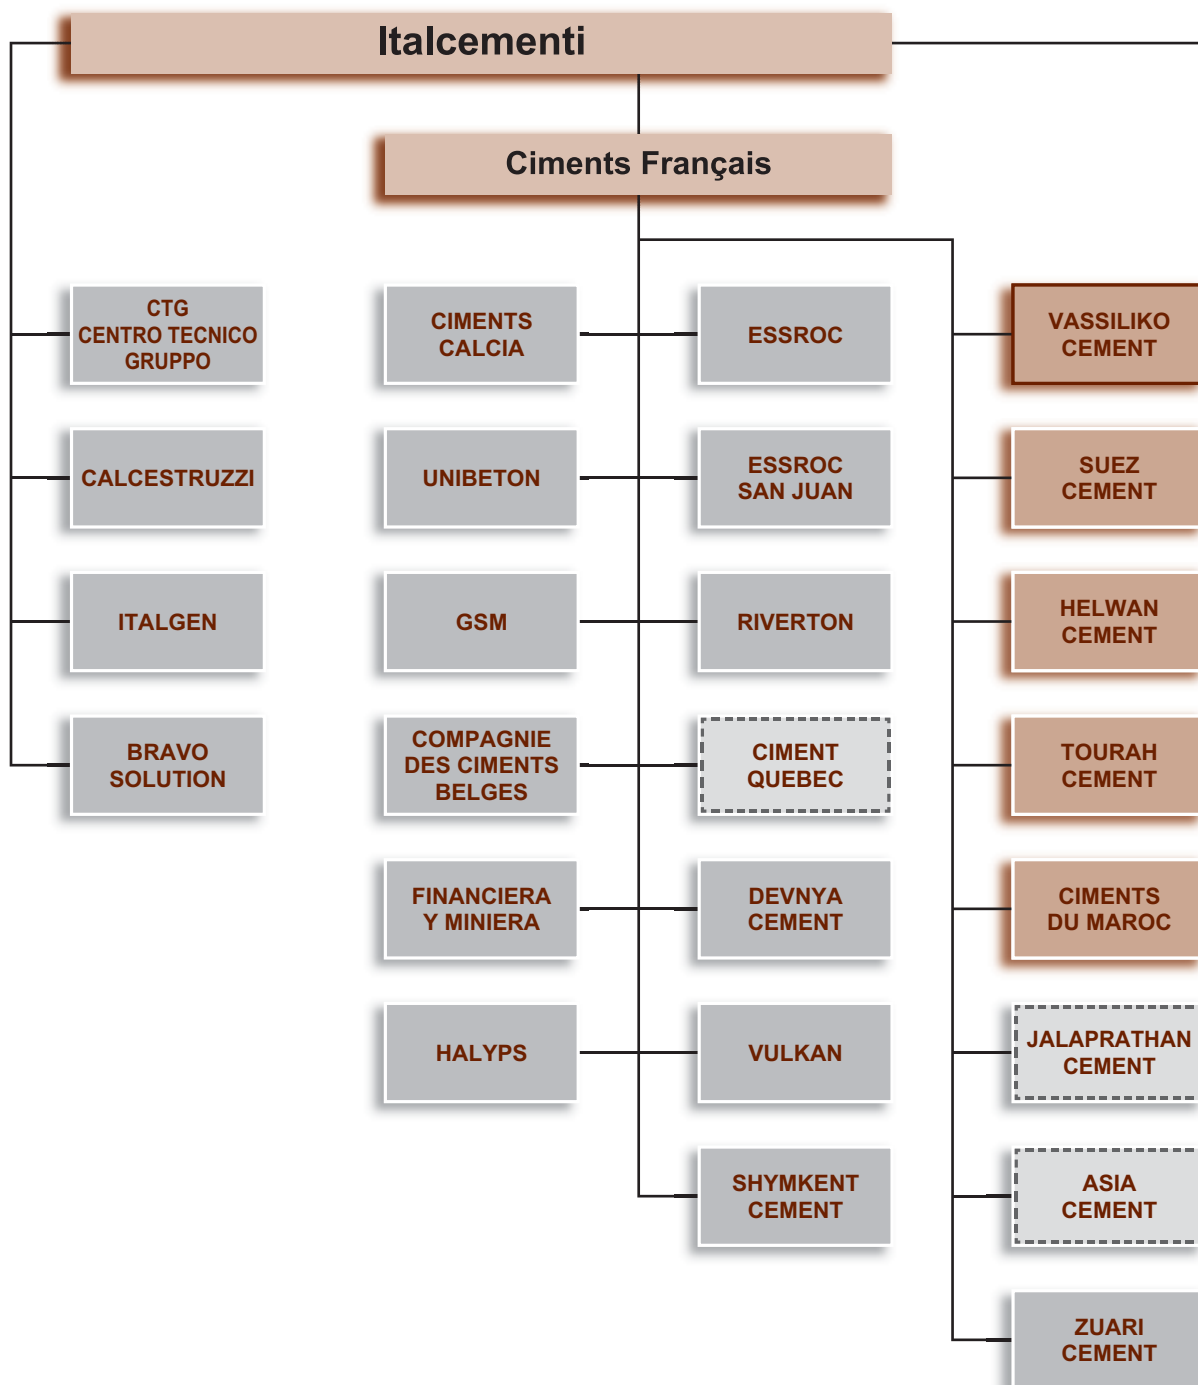 Italcementi
Ciments Français
CTG
CENTRO TECNICO
GRUPPO
CIMENTS
CALCIA
ESSROC
VASSILIKO
CEMENT
CALCESTRUZZI
UNIBETON
ESSROC
SAN JUAN
SUEZ
CEMENT
ITALGEN
GSM
RIVERTON
HELWAN
CEMENT
BRAVO
SOLUTION
COMPAGNIE
DES CIMENTS
BELGES
CIMENT
QUEBEC
TOURAH
CEMENT
FINANCIERA
Y MINIERA
DEVNYA
CEMENT
CIMENTS
DU MAROC
HALYPS
VULKAN
JALAPRATHAN
CEMENT
SHYMKENT
CEMENT
ASIA
CEMENT
ZUARI
CEMENT